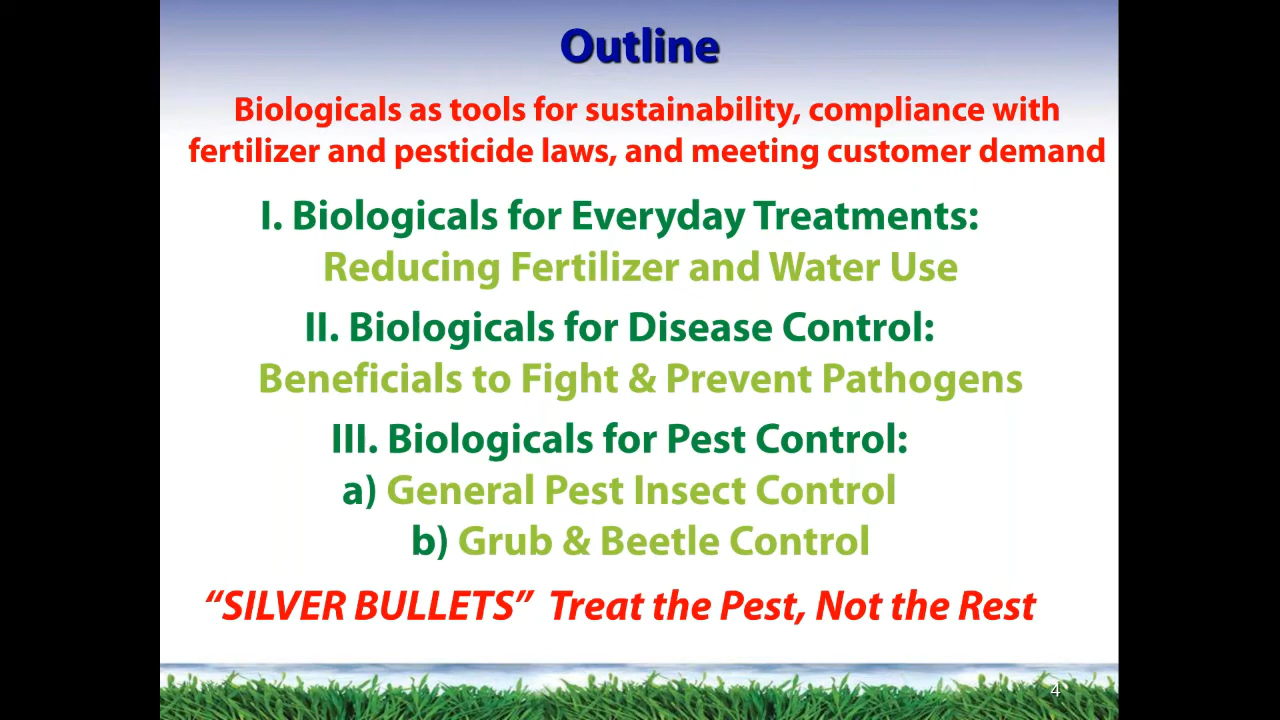 Outline
Biologicals as tools for sustainability, compliance with
fertilizer and pesticide laws, and meeting customer demand
I. Biologicals for Everyday Treatments:
Reducing Fertilizer and Water Use
II. Biologicals for Disease Control:
Beneficials to Fight & Prevent Pathogens
III. Biologicals for Pest Control:
a) General Pest Insect Control
b) Grub & Beetle Control
“SILVER BULLETS” Treat the Pest, Not the Rest
4